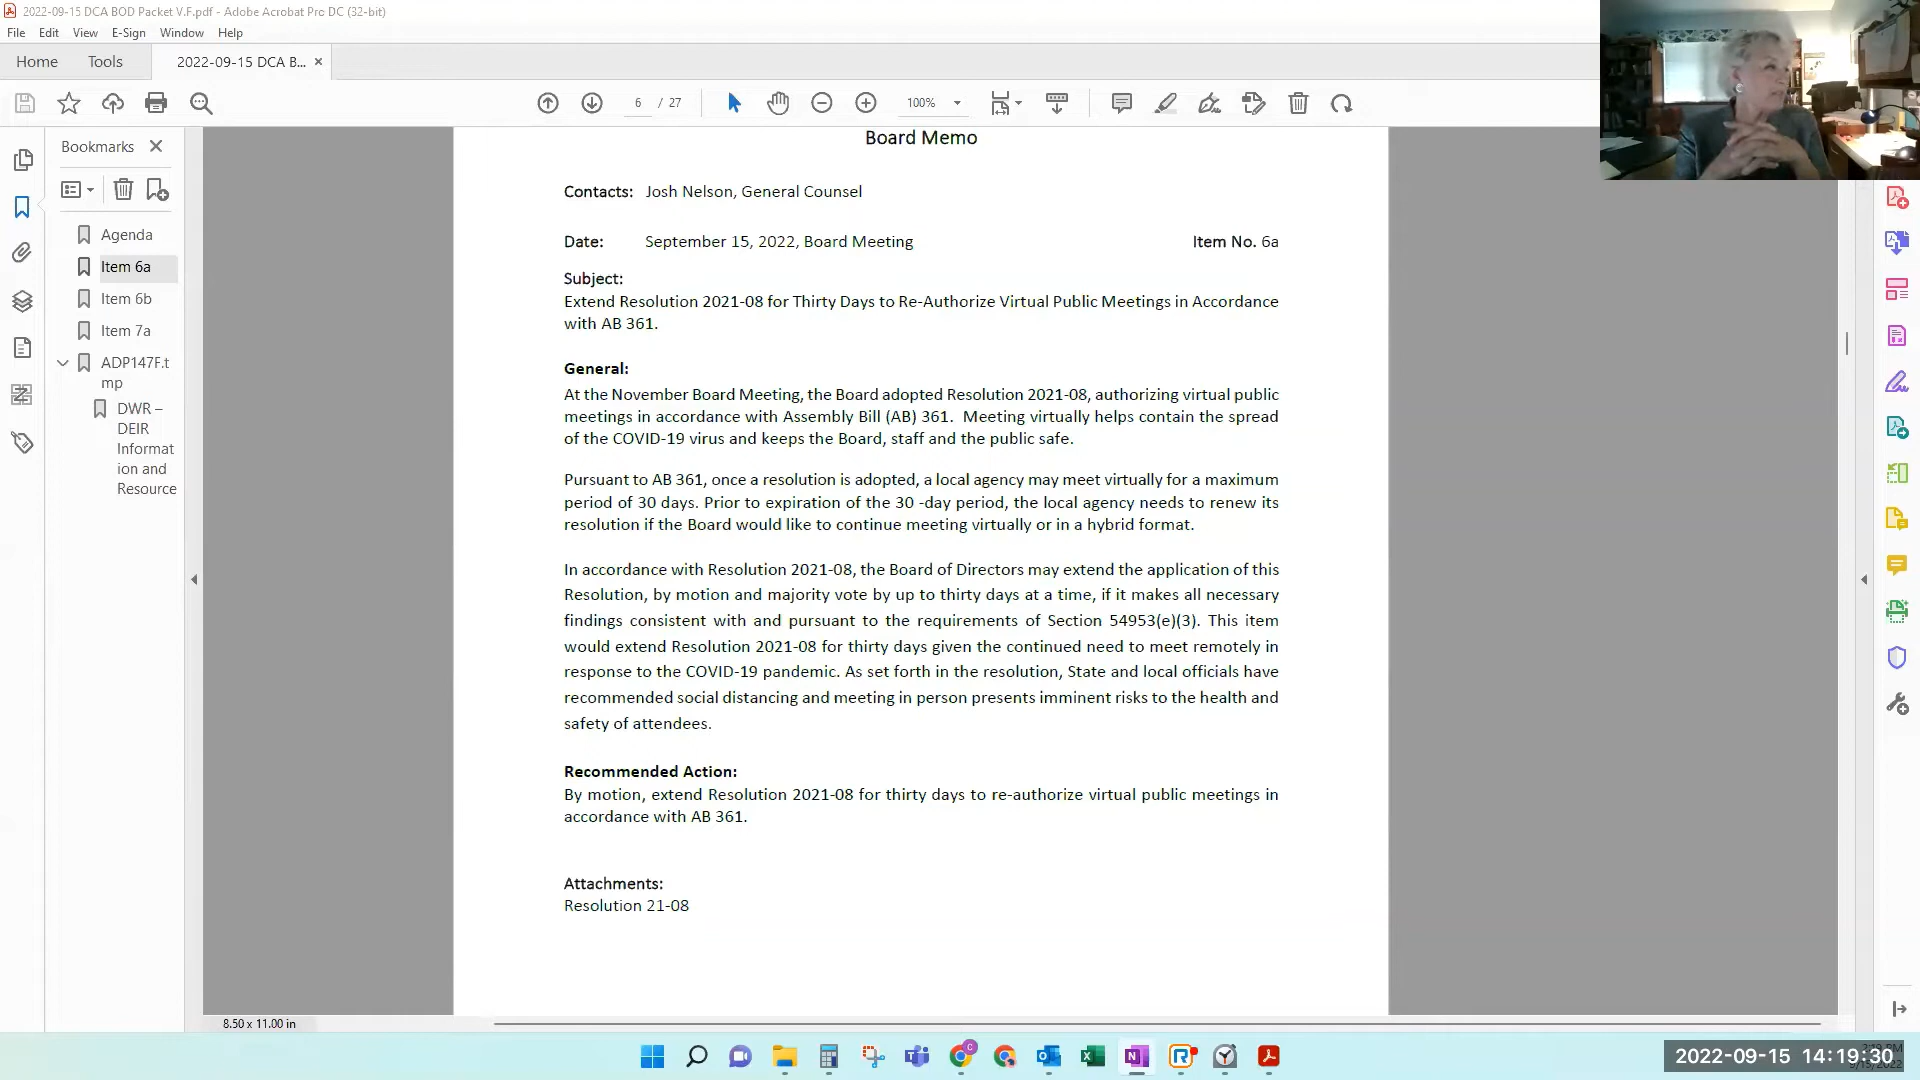 2022-09-15 DCA BOD Packet V.F.pdf - Adobe Acrobat Pro DC (32-bit)
File Edit View E-Sign Window Help
Home Tools 2022-09-15 DCA B... ×
6 / 27 100%
Bookmarks
Agenda
Item 6a
Item 6b
Item 7a
ADP147F.t
mp
DWR –
DEIR
Informat
ion and
Resource
Board Memo
Contacts: Josh Nelson, General Counsel
Date: September 15, 2022, Board Meeting Item No. 6a
Subject:
Extend Resolution 2021-08 for Thirty Days to Re-Authorize Virtual Public Meetings in Accordance
with AB 361.
General:
At the November Board Meeting, the Board adopted Resolution 2021-08, authorizing virtual public
meetings in accordance with Assembly Bill (AB) 361. Meeting virtually helps contain the spread
of the COVID-19 virus and keeps the Board, staff and the public safe.
Pursuant to AB 361, once a resolution is adopted, a local agency may meet virtually for a maximum
period of 30 days. Prior to expiration of the 30 -day period, the local agency needs to renew its
resolution if the Board would like to continue meeting virtually or in a hybrid format.
In accordance with Resolution 2021-08, the Board of Directors may extend the application of this
Resolution, by motion and majority vote by up to thirty days at a time, if it makes all necessary
findings consistent with and pursuant to the requirements of Section 54953(e)(3). This item
would extend Resolution 2021-08 for thirty days given the continued need to meet remotely in
response to the COVID-19 pandemic. As set forth in the resolution, State and local officials have
recommended social distancing and meeting in person presents imminent risks to the health and
safety of attendees.
Recommended Action:
By motion, extend Resolution 2021-08 for thirty days to re-authorize virtual public meetings in
accordance with AB 361.
Attachments:
Resolution 21-08
8.50 x 11.00 in
2022-09-15 14:19:30